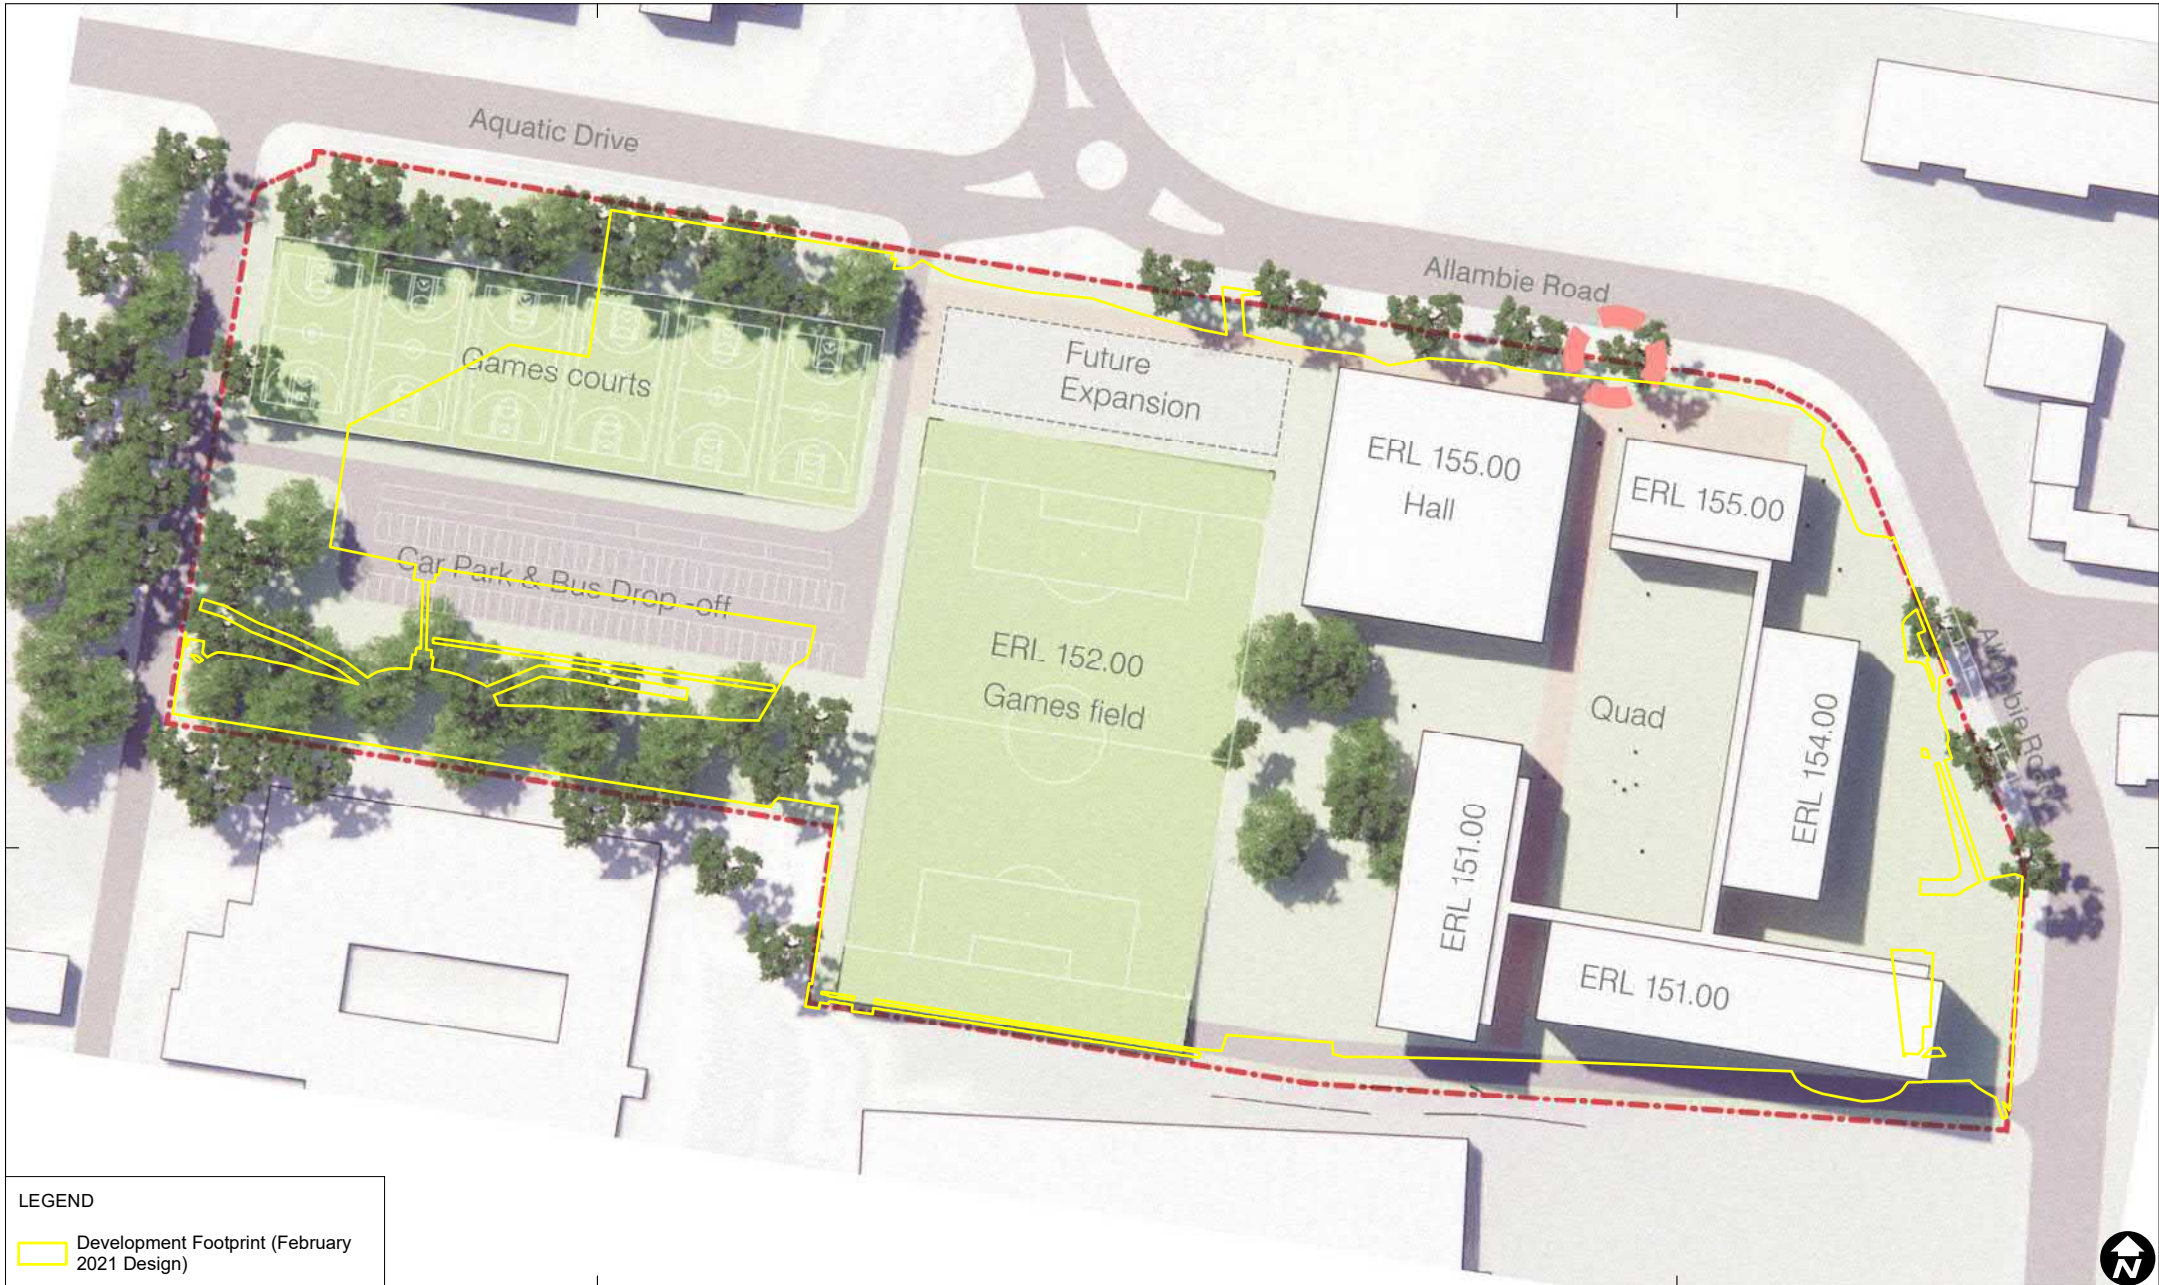 Aquatic Drive
Allambie Road
Games courts
Future
Expansion
ERL 155.00
Hall
ERL 155.00
Car Park & Bus Drop -off
ERL 152.00
Games field
Quad
ERL 154.00
Allambie Road
ERL 151.00
ERL 151.00
LEGEND
Development Footprint (February
2021 Design)
N